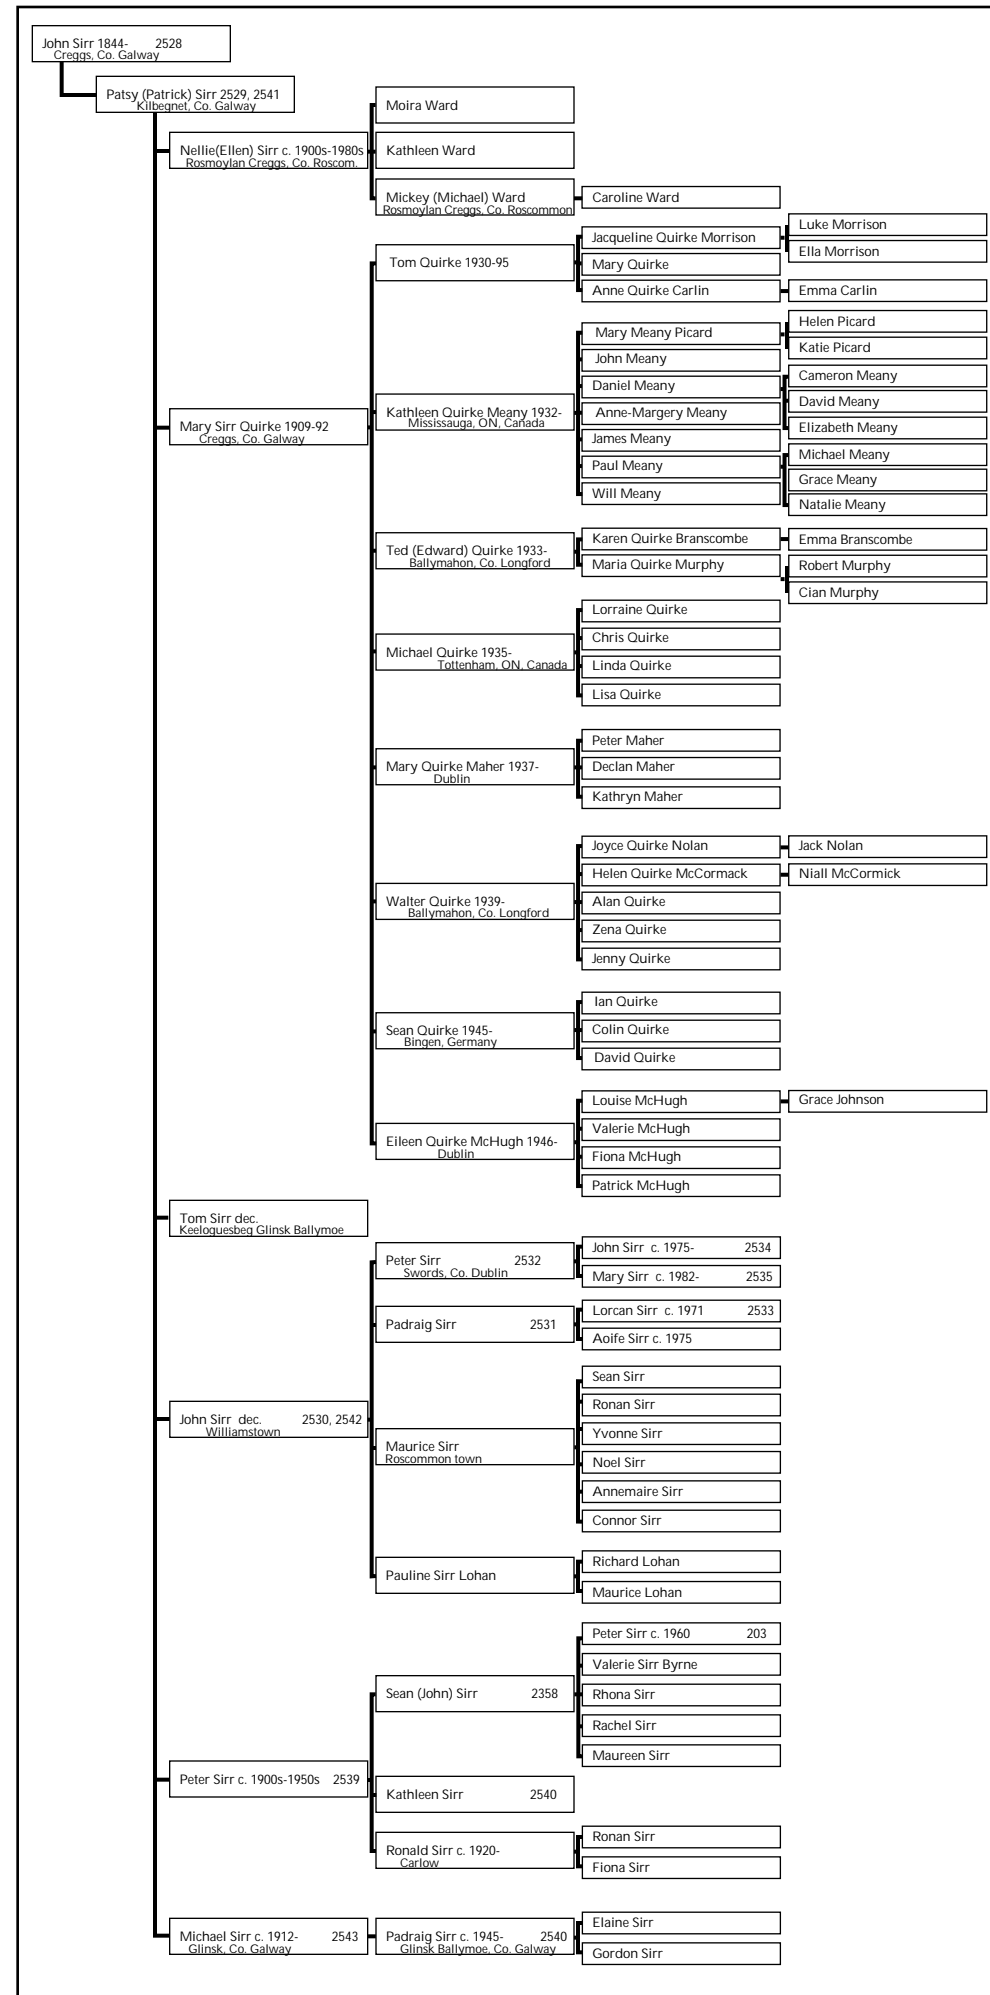 John Sirr 1844- 2528
Creggs, Co. Galway
Patsy (Patrick) Sirr 2529, 2541
Kilbegnet, Co. Galway
Nellie(Ellen) Sirr c. 1900s-1980s
Rosmoylan Creggs, Co. Roscom.
Moira Ward
Kathleen Ward
Mickey (Michael) Ward
Rosmoylan Creggs, Co. Roscommon
Caroline Ward
Mary Sirr Quirke 1909-92
Creggs, Co. Galway
Tom Quirke 1930-95
Jacqueline Quirke Morrison
Luke Morrison
Ella Morrison
Mary Quirke
Anne Quirke Carlin
Emma Carlin
Kathleen Quirke Meany 1932-
Mississauga, ON, Canada
Mary Meany Picard
Helen Picard
Katie Picard
John Meany
Daniel Meany
Cameron Meany
David Meany
Elizabeth Meany
Anne-Margery Meany
James Meany
Paul Meany
Michael Meany
Grace Meany
Natalie Meany
Will Meany
Ted (Edward) Quirke 1933-
Ballymahon, Co. Longford
Karen Quirke Branscombe
Emma Branscombe
Maria Quirke Murphy
Robert Murphy
Cian Murphy
Michael Quirke 1935-
Tottenham, ON, Canada
Lorraine Quirke
Chris Quirke
Linda Quirke
Lisa Quirke
Mary Quirke Maher 1937-
Dublin
Peter Maher
Declan Maher
Kathryn Maher
Walter Quirke 1939-
Ballymahon, Co. Longford
Joyce Quirke Nolan
Jack Nolan
Helen Quirke McCormack
Niall McCormick
Alan Quirke
Zena Quirke
Jenny Quirke
Sean Quirke 1945-
Bingen, Germany
Ian Quirke
Colin Quirke
David Quirke
Eileen Quirke McHugh 1946-
Dublin
Louise McHugh
Grace Johnson
Valerie McHugh
Fiona McHugh
Patrick McHugh
Tom Sirr dec.
Keeloguesbeg Glinsk Ballymoe
John Sirr dec. 2530, 2542
Williamstown
Peter Sirr 2532
Swords, Co. Dublin
John Sirr c. 1975- 2534
Mary Sirr c. 1982- 2535
Padraig Sirr 2531
Lorcan Sirr c. 1971 2533
Aoife Sirr c. 1975
Maurice Sirr
Roscommon town
Sean Sirr
Ronan Sirr
Yvonne Sirr
Noel Sirr
Annemaire Sirr
Connor Sirr
Pauline Sirr Lohan
Richard Lohan
Maurice Lohan
Peter Sirr c. 1900s-1950s 2539
Sean (John) Sirr 2358
Peter Sirr c. 1960 203
Valerie Sirr Byrne
Rhona Sirr
Rachel Sirr
Maureen Sirr
Kathleen Sirr 2540
Ronald Sirr c. 1920-
Carlow
Ronan Sirr
Fiona Sirr
Michael Sirr c. 1912- 2543
Glinsk, Co. Galway
Padraig Sirr c. 1945- 2540
Glinsk Ballymoe, Co. Galway
Elaine Sirr
Gordon Sirr